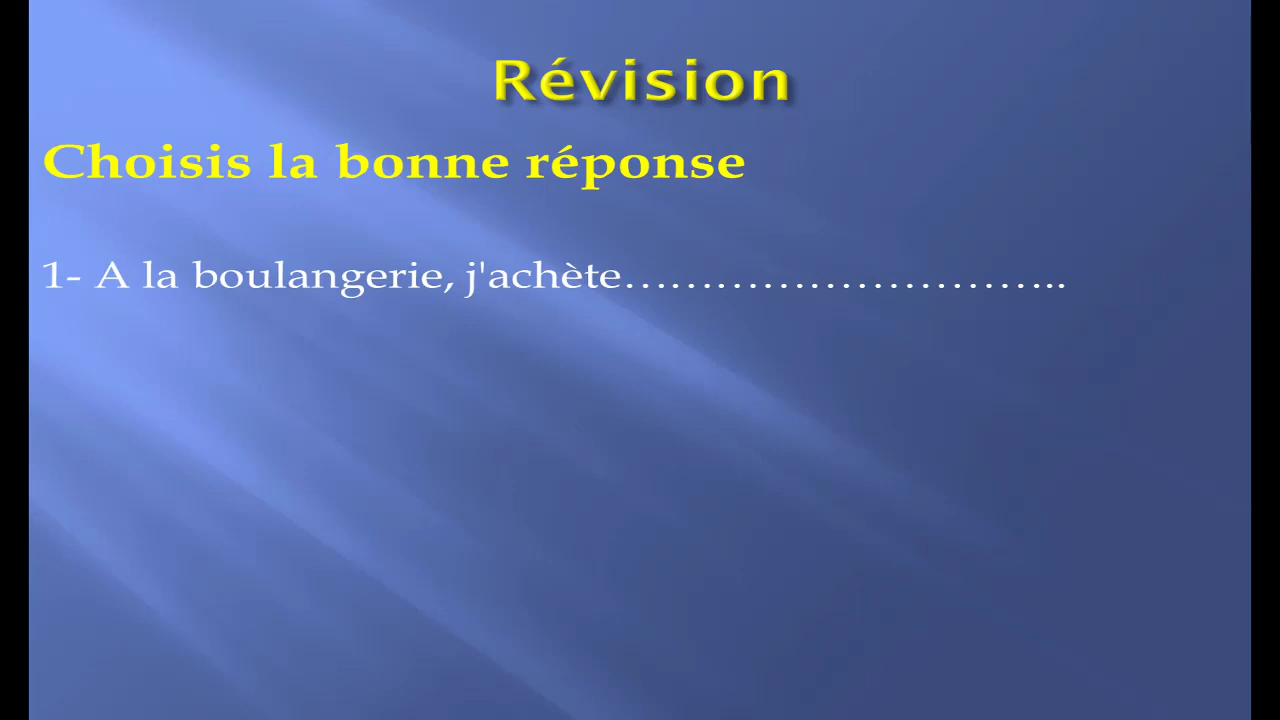 Révision
Choisis la bonne réponse
1- A la boulangerie, j'achète…………………………..